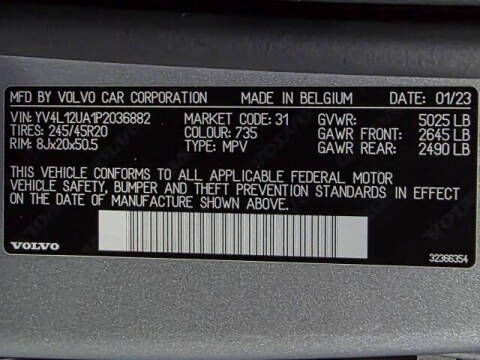 MFD BY VOLVO CAR CORPORATION MADE IN BELGIUM DATE: 01/23
VIN: YV4L12UA1P2036882 MARKET CODE: 31 GVWR: 5025 LB
TIRES: 245/45R20 COLOUR: 735 GAWR FRONT: 2645 LB
RIM: 8Jx20x50.5 TYPE: MPV GAWR REAR: 2490 LB
THIS VEHICLE CONFORMS TO ALL APPLICABLE FEDERAL MOTOR
VEHICLE SAFETY, BUMPER AND THEFT PREVENTION STANDARDS IN EFFECT
ON THE DATE OF MANUFACTURE SHOWN ABOVE.
VOLVO 32366354